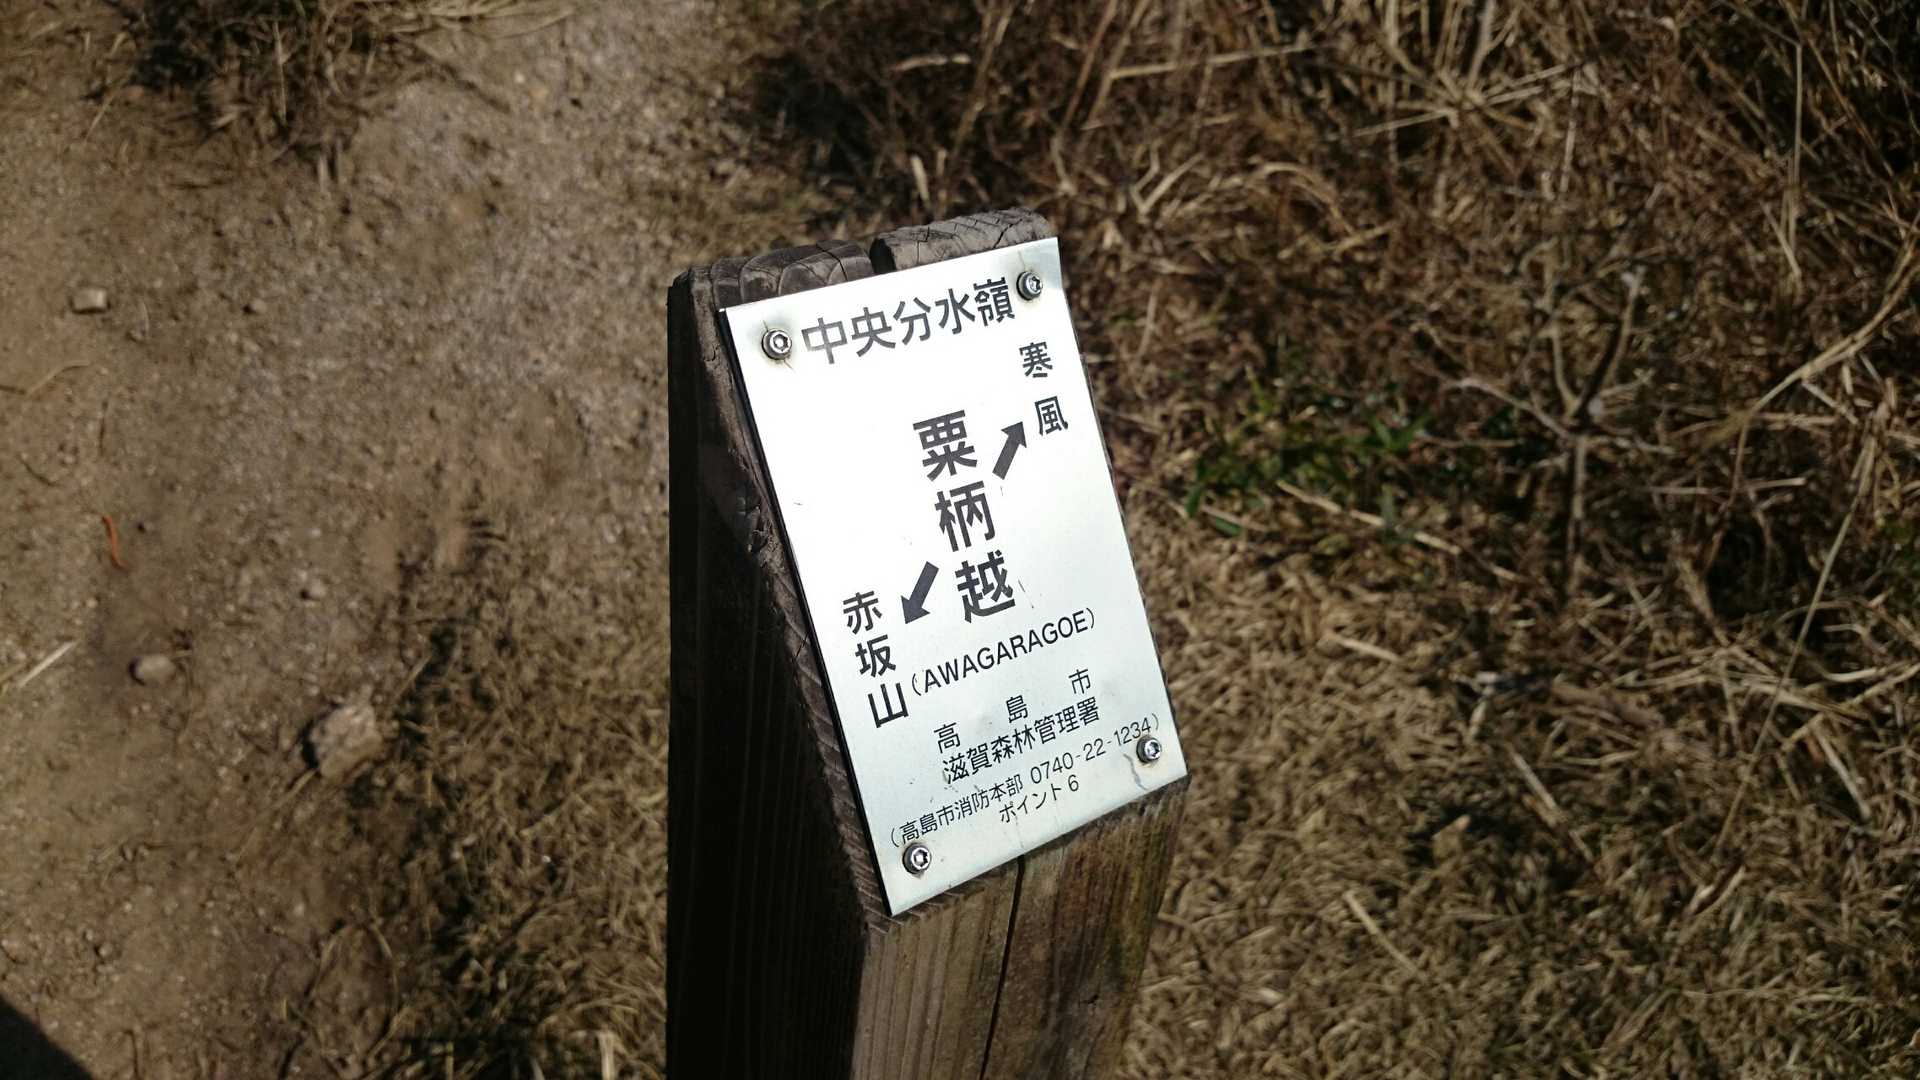 中央分水嶺
寒風
粟柄越
赤坂山
(AWAGARAGOE)
高島市
滋賀森林管理署
(高島市消防本部 0740-22-1234)
ポイント6